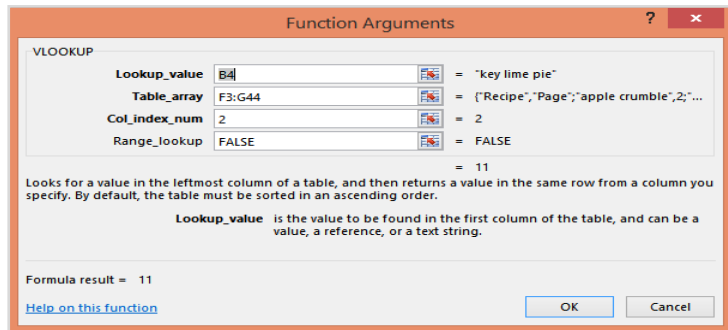 Function Arguments ? ×
VLOOKUP
Lookup_value B4 = "key lime pie"
Table_array F3:G44 = {"Recipe","Page";"apple crumble",2;"...
Col_index_num 2 = 2
Range_lookup FALSE = FALSE
= 11
Looks for a value in the leftmost column of a table, and then returns a value in the same row from a column you
specify. By default, the table must be sorted in an ascending order.
Lookup_value is the value to be found in the first column of the table, and can be a
value, a reference, or a text string.
Formula result = 11
Help on this function OK Cancel